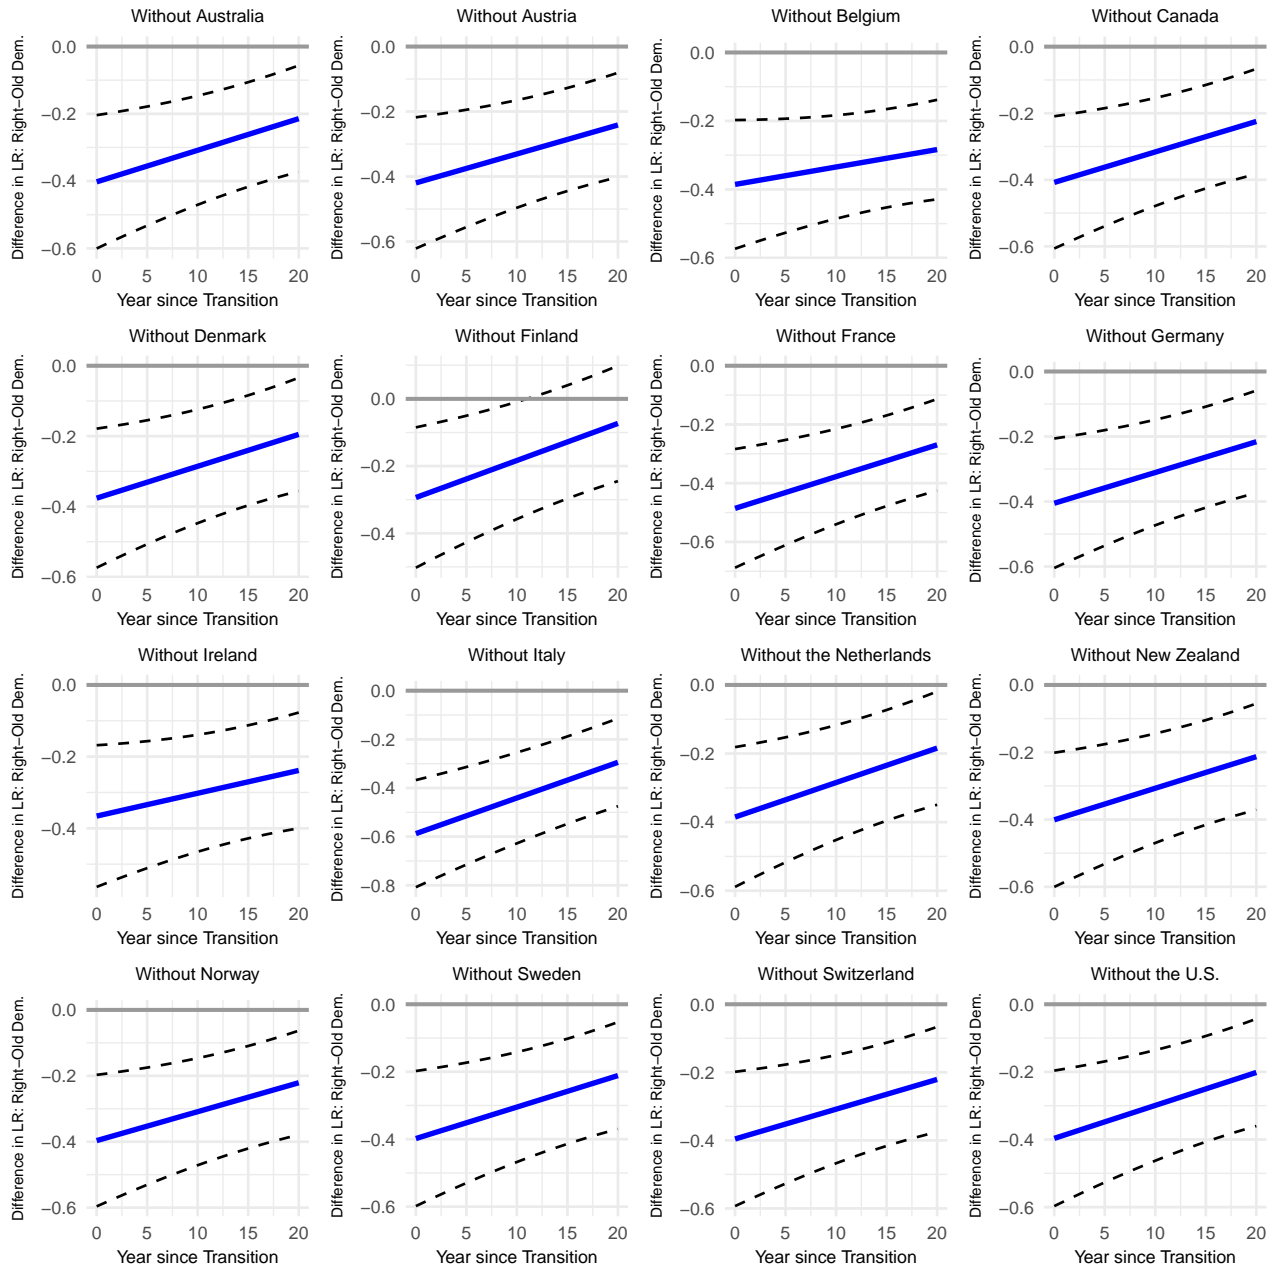 Without Australia
Without Austria
Without Belgium
Without Canada
Difference in LR: Right−Old Dem.
0.0
−0.2
−0.4
−0.6
0 5 10 15 20
Year since Transition
Difference in LR: Right−Old Dem.
0.0
−0.2
−0.4
−0.6
0 5 10 15 20
Year since Transition
Difference in LR: Right−Old Dem.
0.0
−0.2
−0.4
−0.6
0 5 10 15 20
Year since Transition
Difference in LR: Right−Old Dem.
0.0
−0.2
−0.4
−0.6
0 5 10 15 20
Year since Transition
Without Denmark
Without Finland
Without France
Without Germany
Difference in LR: Right−Old Dem.
0.0
−0.2
−0.4
−0.6
0 5 10 15 20
Year since Transition
Difference in LR: Right−Old Dem.
0.0
−0.2
−0.4
0 5 10 15 20
Year since Transition
Difference in LR: Right−Old Dem.
0.0
−0.2
−0.4
−0.6
0 5 10 15 20
Year since Transition
Difference in LR: Right−Old Dem.
0.0
−0.2
−0.4
−0.6
0 5 10 15 20
Year since Transition
Without Ireland
Without Italy
Without the Netherlands
Without New Zealand
Difference in LR: Right−Old Dem.
0.0
−0.2
−0.4
0 5 10 15 20
Year since Transition
Difference in LR: Right−Old Dem.
0.0
−0.2
−0.4
−0.6
−0.8
0 5 10 15 20
Year since Transition
Difference in LR: Right−Old Dem.
0.0
−0.2
−0.4
−0.6
0 5 10 15 20
Year since Transition
Difference in LR: Right−Old Dem.
0.0
−0.2
−0.4
−0.6
0 5 10 15 20
Year since Transition
Without Norway
Without Sweden
Without Switzerland
Without the U.S.
Difference in LR: Right−Old Dem.
0.0
−0.2
−0.4
−0.6
0 5 10 15 20
Year since Transition
Difference in LR: Right−Old Dem.
0.0
−0.2
−0.4
−0.6
0 5 10 15 20
Year since Transition
Difference in LR: Right−Old Dem.
0.0
−0.2
−0.4
−0.6
0 5 10 15 20
Year since Transition
Difference in LR: Right−Old Dem.
0.0
−0.2
−0.4
−0.6
0 5 10 15 20
Year since Transition